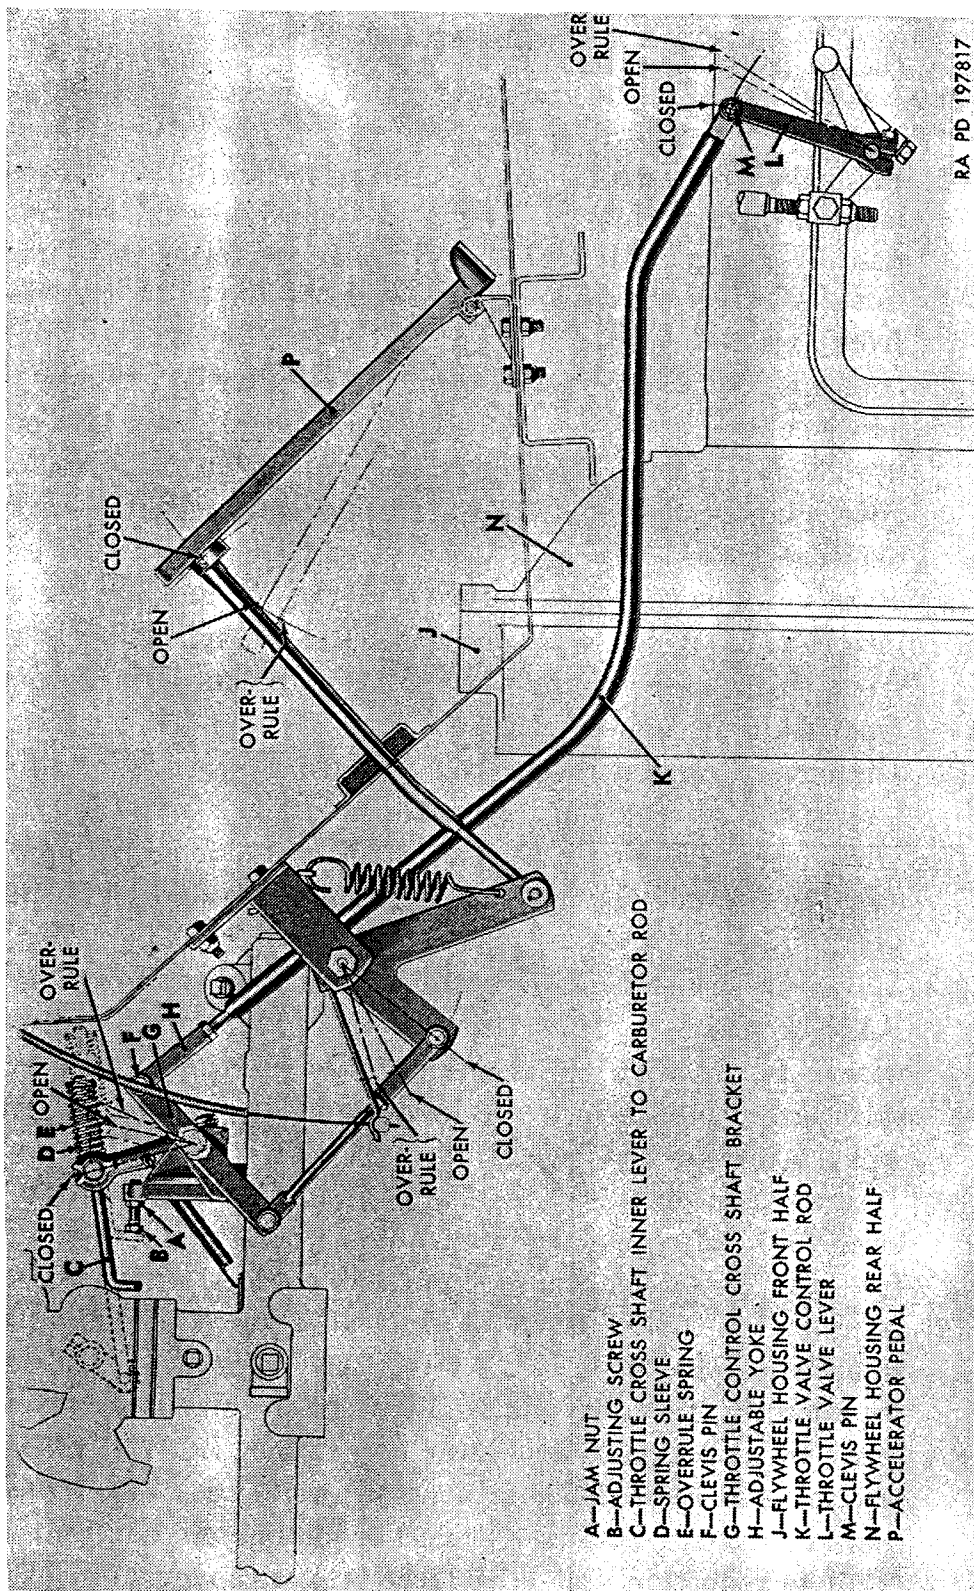 CLOSED
C
B
A
D
E
OPEN
OVER-
RULE
F
G
H
OVER-
RULE
OPEN
CLOSED
K
J
N
OVER-
RULE
OPEN
CLOSED
P
CLOSED
OPEN
OVER
RULE
M
L
A—JAM NUT
B—ADJUSTING SCREW
C—THROTTLE CROSS SHAFT INNER LEVER TO CARBURETOR ROD
D—SPRING SLEEVE
E—OVERRULE SPRING
F—CLEVIS PIN
G—THROTTLE CONTROL CROSS SHAFT BRACKET
H—ADJUSTABLE YOKE
J—FLYWHEEL HOUSING FRONT HALF
K—THROTTLE VALVE CONTROL ROD
L—THROTTLE VALVE LEVER
M—CLEVIS PIN
N—FLYWHEEL HOUSING REAR HALF
P—ACCELERATOR PEDAL
RA PD 197817